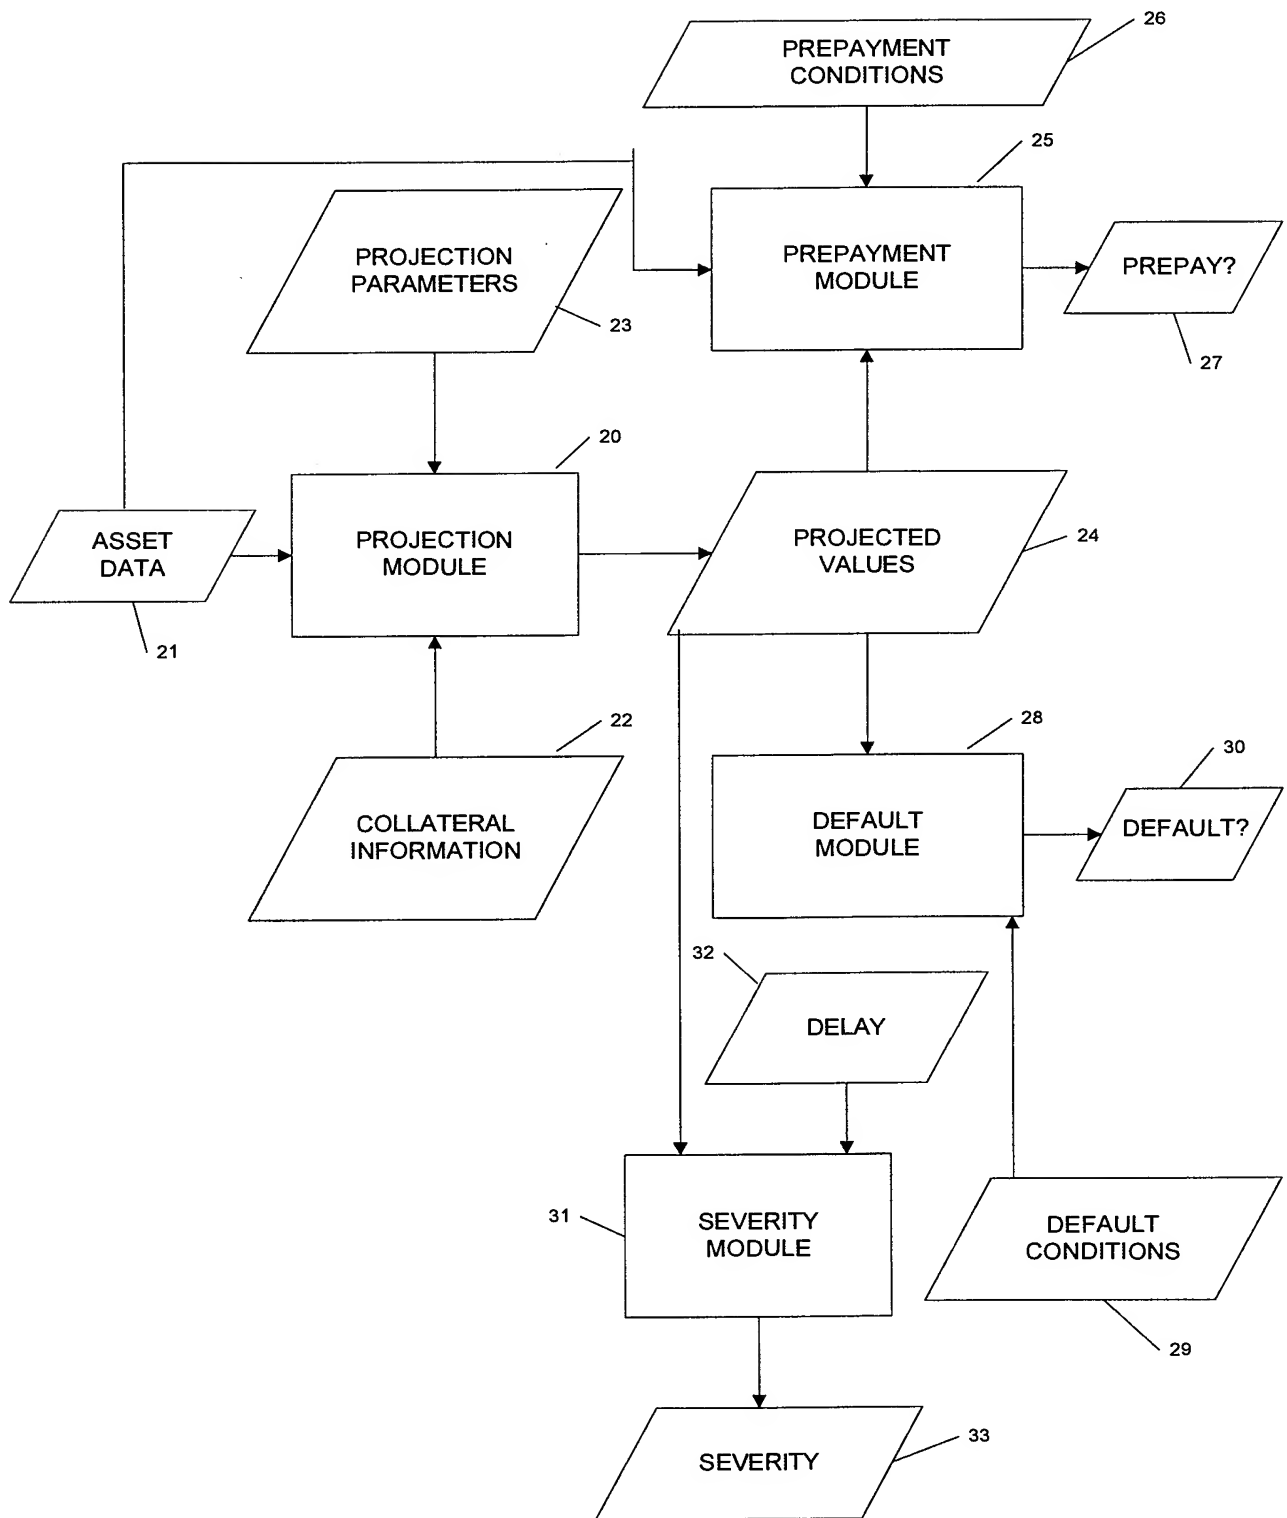 26
PREPAYMENT
CONDITIONS
25
PREPAYMENT
MODULE
PREPAY?
27
PROJECTION
PARAMETERS
23
20
ASSET
DATA
21
PROJECTION
MODULE
PROJECTED
VALUES
24
22
COLLATERAL
INFORMATION
28
DEFAULT
MODULE
30
DEFAULT?
32
DELAY
31
SEVERITY
MODULE
DEFAULT
CONDITIONS
29
SEVERITY
33